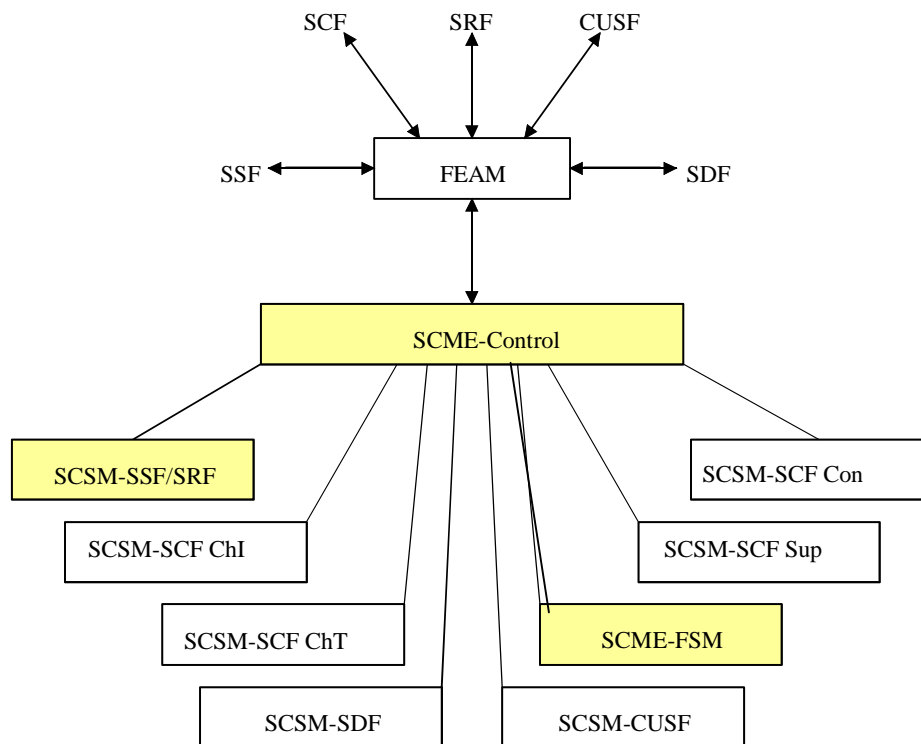 SCF
SRF
CUSF
SSF
FEAM
SDF
SCME-Control
SCSM-SSF/SRF
SCSM-SCF Con
SCSM-SCF ChI
SCSM-SCF Sup
SCSM-SCF ChT
SCME-FSM
SCSM-SDF
SCSM-CUSF